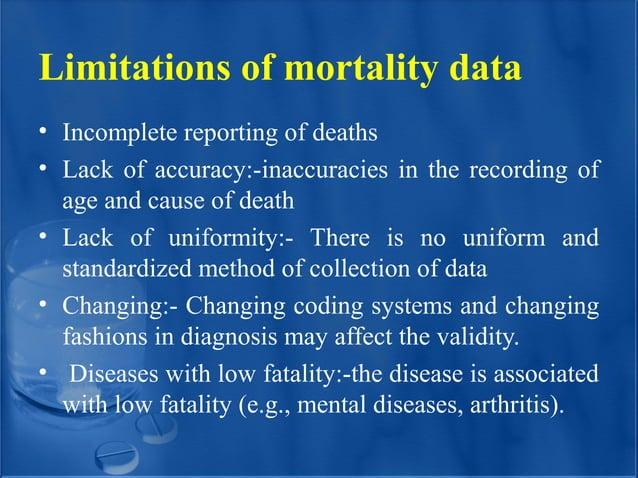 Limitations of mortality data
• Incomplete reporting of deaths
• Lack of accuracy:-inaccuracies in the recording of
age and cause of death
• Lack of uniformity:- There is no uniform and
standardized method of collection of data
• Changing:- Changing coding systems and changing
fashions in diagnosis may affect the validity.
• Diseases with low fatality:-the disease is associated
with low fatality (e.g., mental diseases, arthritis).